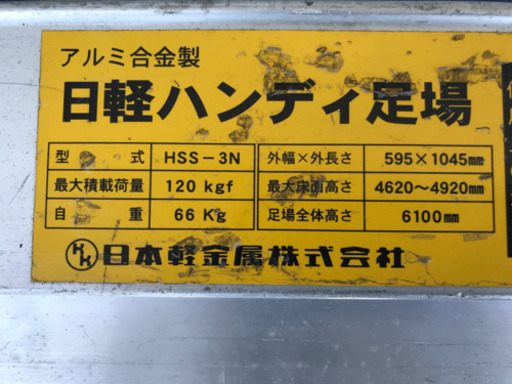 アルミ合金製
日軽ハンディ足場
型 式 HSS-3N 外幅×外長さ 595×1045mm
最大積載荷量 120 kgf 最大床面高さ 4620~4920mm
自 重 66 Kg 足場全体高さ 6100mm
日本軽金属株式会社